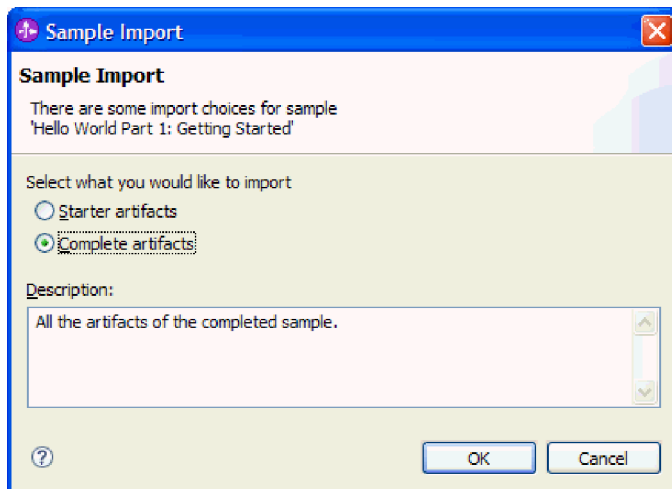 Sample Import
Sample Import
There are some import choices for sample
'Hello World Part 1: Getting Started'
Select what you would like to import
Starter artifacts
Complete artifacts
Description:
All the artifacts of the completed sample.
?
OK
Cancel